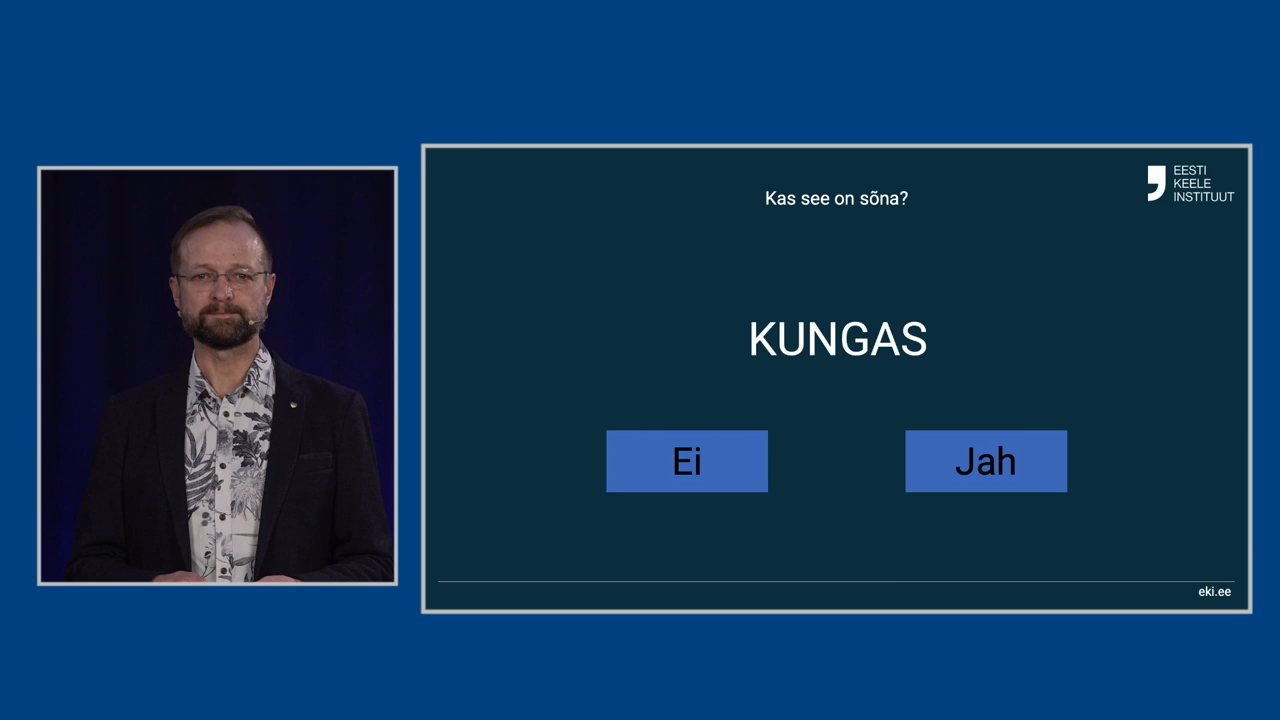 Kas see on sõna?
EESTI
KEELE
INSTITUUT
KUNGAS
Ei
Jah
eki.ee